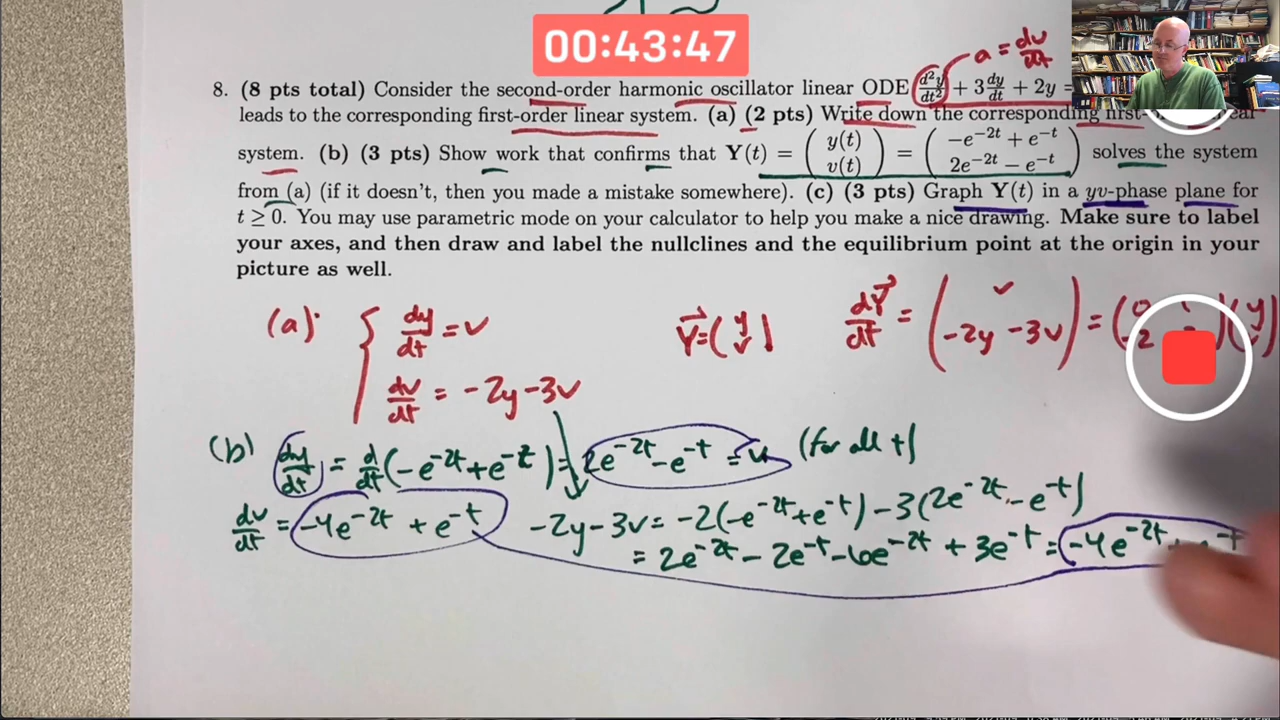 00:43:47
a = dv/dt
8. (8 pts total) Consider the second-order harmonic oscillator linear ODE d²y/dt² + 3 dy/dt + 2y =
leads to the corresponding first-order linear system. (a) (2 pts) Write down the corresponding first-
system. (b) (3 pts) Show work that confirms that Y(t) = ( y(t) v(t) ) = ( −e^{−2t} + e^{−t} 2e^{−2t} − e^{−t} ) solves the system
from (a) (if it doesn't, then you made a mistake somewhere). (c) (3 pts) Graph Y(t) in a yv-phase plane for
t ≥ 0. You may use parametric mode on your calculator to help you make a nice drawing. Make sure to label
your axes, and then draw and label the nullclines and the equilibrium point at the origin in your
picture as well.
(a) { dy/dt = v Y = ( y v ) dY/dt = ( v −2y −3v ) =
dv/dt = −2y−3v
(b) dy/dt = d/dt(−e^{−2t}+e^{−t}) = 2e^{−2t}−e^{−t} = v (for all t)
dv/dt = −4e^{−2t} + e^{−t} −2y−3v = −2(−e^{−2t}+e^{−t}) −3(2e^{−2t}−e^{−t})
= 2e^{−2t} − 2e^{−t} −6e^{−2t} + 3e^{−t} = −4e^{−2t}